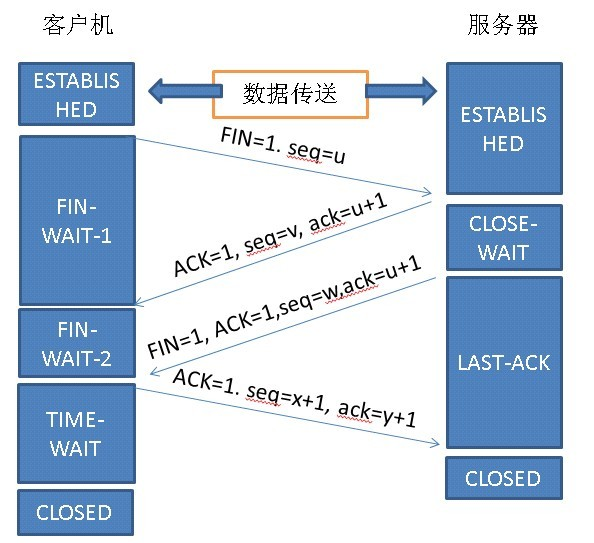 客户机
服务器
ESTABLIS
HED
数据传送
ESTABLIS
HED
FIN=1. seq=u
FIN-
WAIT-1
ACK=1, seq=v, ack=u+1
CLOSE-
WAIT
FIN=1, ACK=1,seq=w,ack=u+1
FIN-
WAIT-2
LAST-ACK
ACK=1. seq=x+1, ack=y+1
TIME-
WAIT
CLOSED
CLOSED